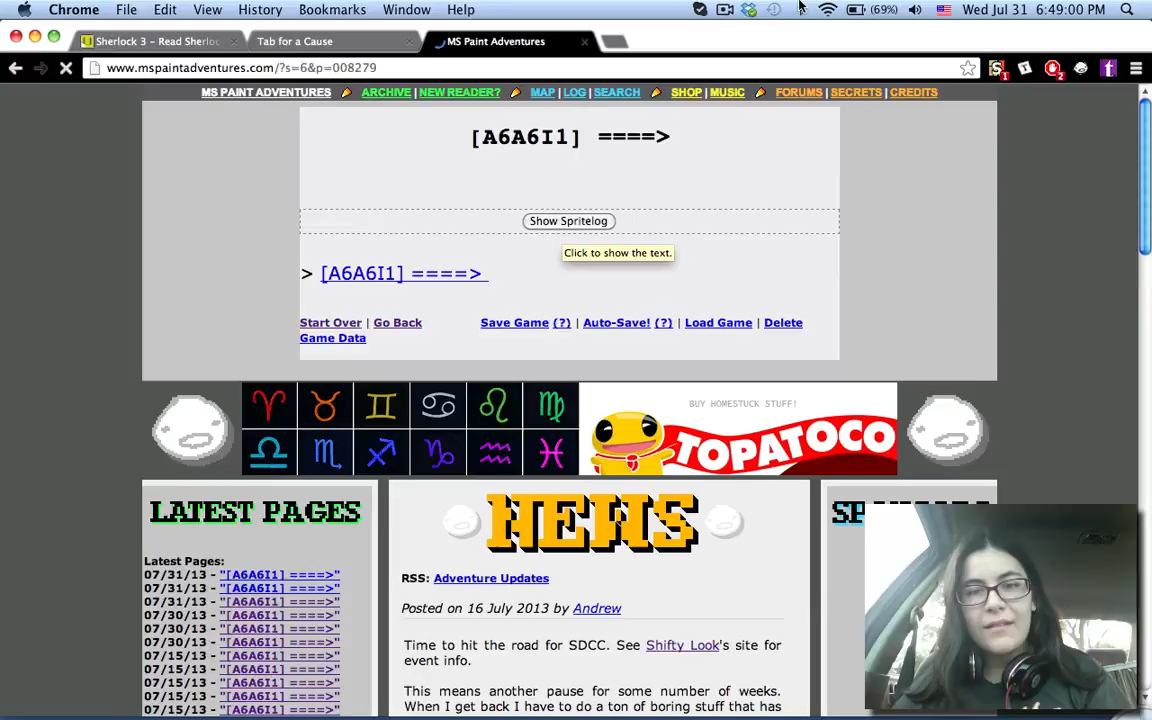 Chrome File Edit View History Bookmarks Window Help (69%) Wed Jul 31 6:49:00 PM
Sherlock 3 – Read Sherlo Tab for a Cause MS Paint Adventures
www.mspaintadventures.com/?s=6&p=008279
MS PAINT ADVENTURES ARCHIVE | NEW READER? MAP | LOG | SEARCH SHOP | MUSIC FORUMS | SECRETS | CREDITS
[A6A6I1] ====>
Show Spritelog
Click to show the text.
> [A6A6I1] ====>
Start Over | Go Back Save Game (?) | Auto-Save! (?) | Load Game | Delete
Game Data
BUY HOMESTUCK STUFF!
TOPATOCO
LATEST PAGES
Latest Pages:
07/31/13 - "[A6A6I1] ====>"
07/31/13 - "[A6A6I1] ====>"
07/31/13 - "[A6A6I1] ====>"
07/30/13 - "[A6A6I1] ====>"
07/30/13 - "[A6A6I1] ====>"
07/30/13 - "[A6A6I1] ====>"
07/15/13 - "[A6A6I1] ====>"
07/15/13 - "[A6A6I1] ====>"
07/15/13 - "[A6A6I1] ====>"
07/15/13 - "[A6A6I1] ====>"
NEWS
RSS: Adventure Updates
Posted on 16 July 2013 by Andrew
Time to hit the road for SDCC. See Shifty Look's site for
event info.
This means another pause for some number of weeks.
When I get back I have to do a ton of boring stuff that has